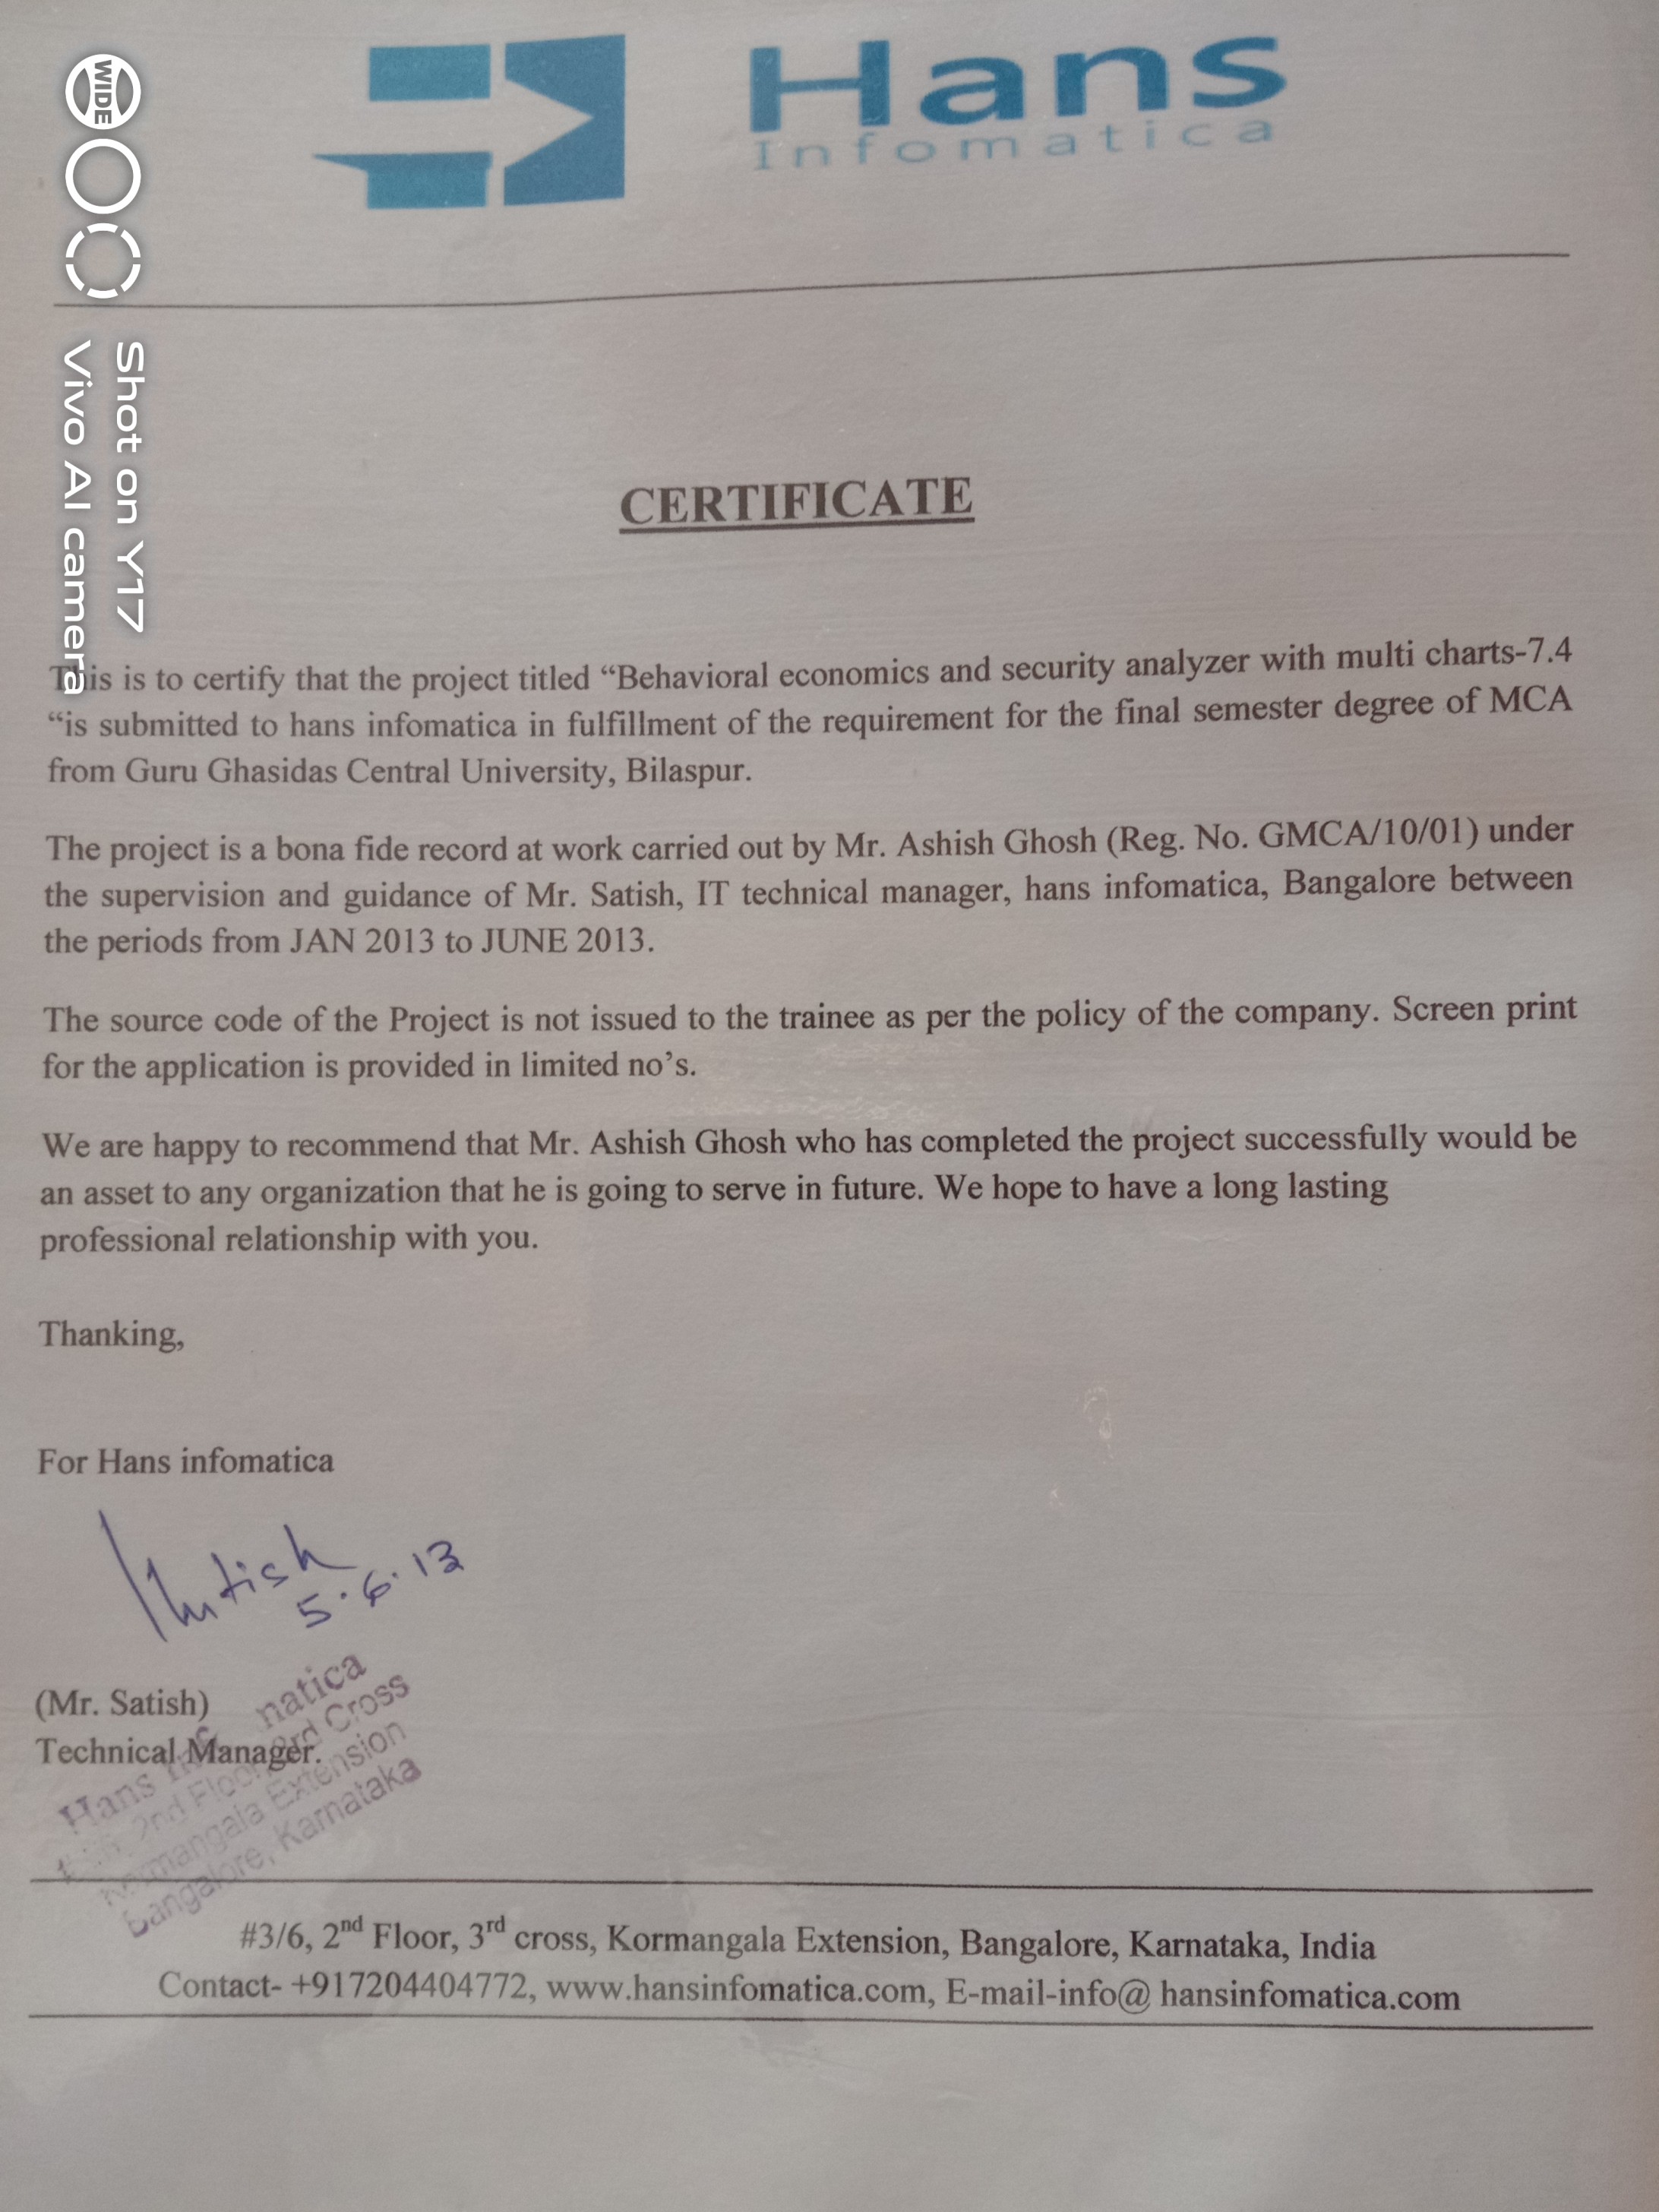 Hans
Infomatica
WIDE
Shot on Y17
Vivo AI camera
CERTIFICATE
This is to certify that the project titled “Behavioral economics and security analyzer with multi charts-7.4
“is submitted to hans infomatica in fulfillment of the requirement for the final semester degree of MCA
from Guru Ghasidas Central University, Bilaspur.
The project is a bona fide record at work carried out by Mr. Ashish Ghosh (Reg. No. GMCA/10/01) under
the supervision and guidance of Mr. Satish, IT technical manager, hans infomatica, Bangalore between
the periods from JAN 2013 to JUNE 2013.
The source code of the Project is not issued to the trainee as per the policy of the company. Screen print
for the application is provided in limited no’s.
We are happy to recommend that Mr. Ashish Ghosh who has completed the project successfully would be
an asset to any organization that he is going to serve in future. We hope to have a long lasting
professional relationship with you.
Thanking,
For Hans infomatica
5.6.13
(Mr. Satish)
Technical Manager.
Hans
2nd Floor, 3rd Cross
Kormangala Extension
Bangalore, Karnataka
#3/6, 2nd Floor, 3rd cross, Kormangala Extension, Bangalore, Karnataka, India
Contact- +917204404772, www.hansinfomatica.com, E-mail-info@ hansinfomatica.com